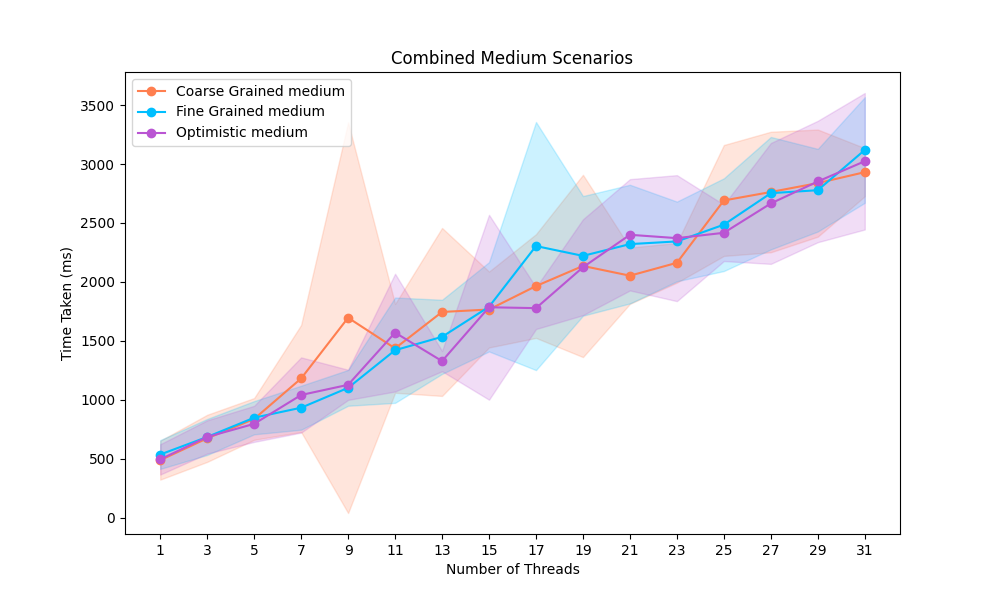 Combined Medium Scenarios
Coarse Grained medium
Fine Grained medium
Optimistic medium
Time Taken (ms)
3500
3000
2500
2000
1500
1000
500
0
1 3 5 7 9 11 13 15 17 19 21 23 25 27 29 31
Number of Threads